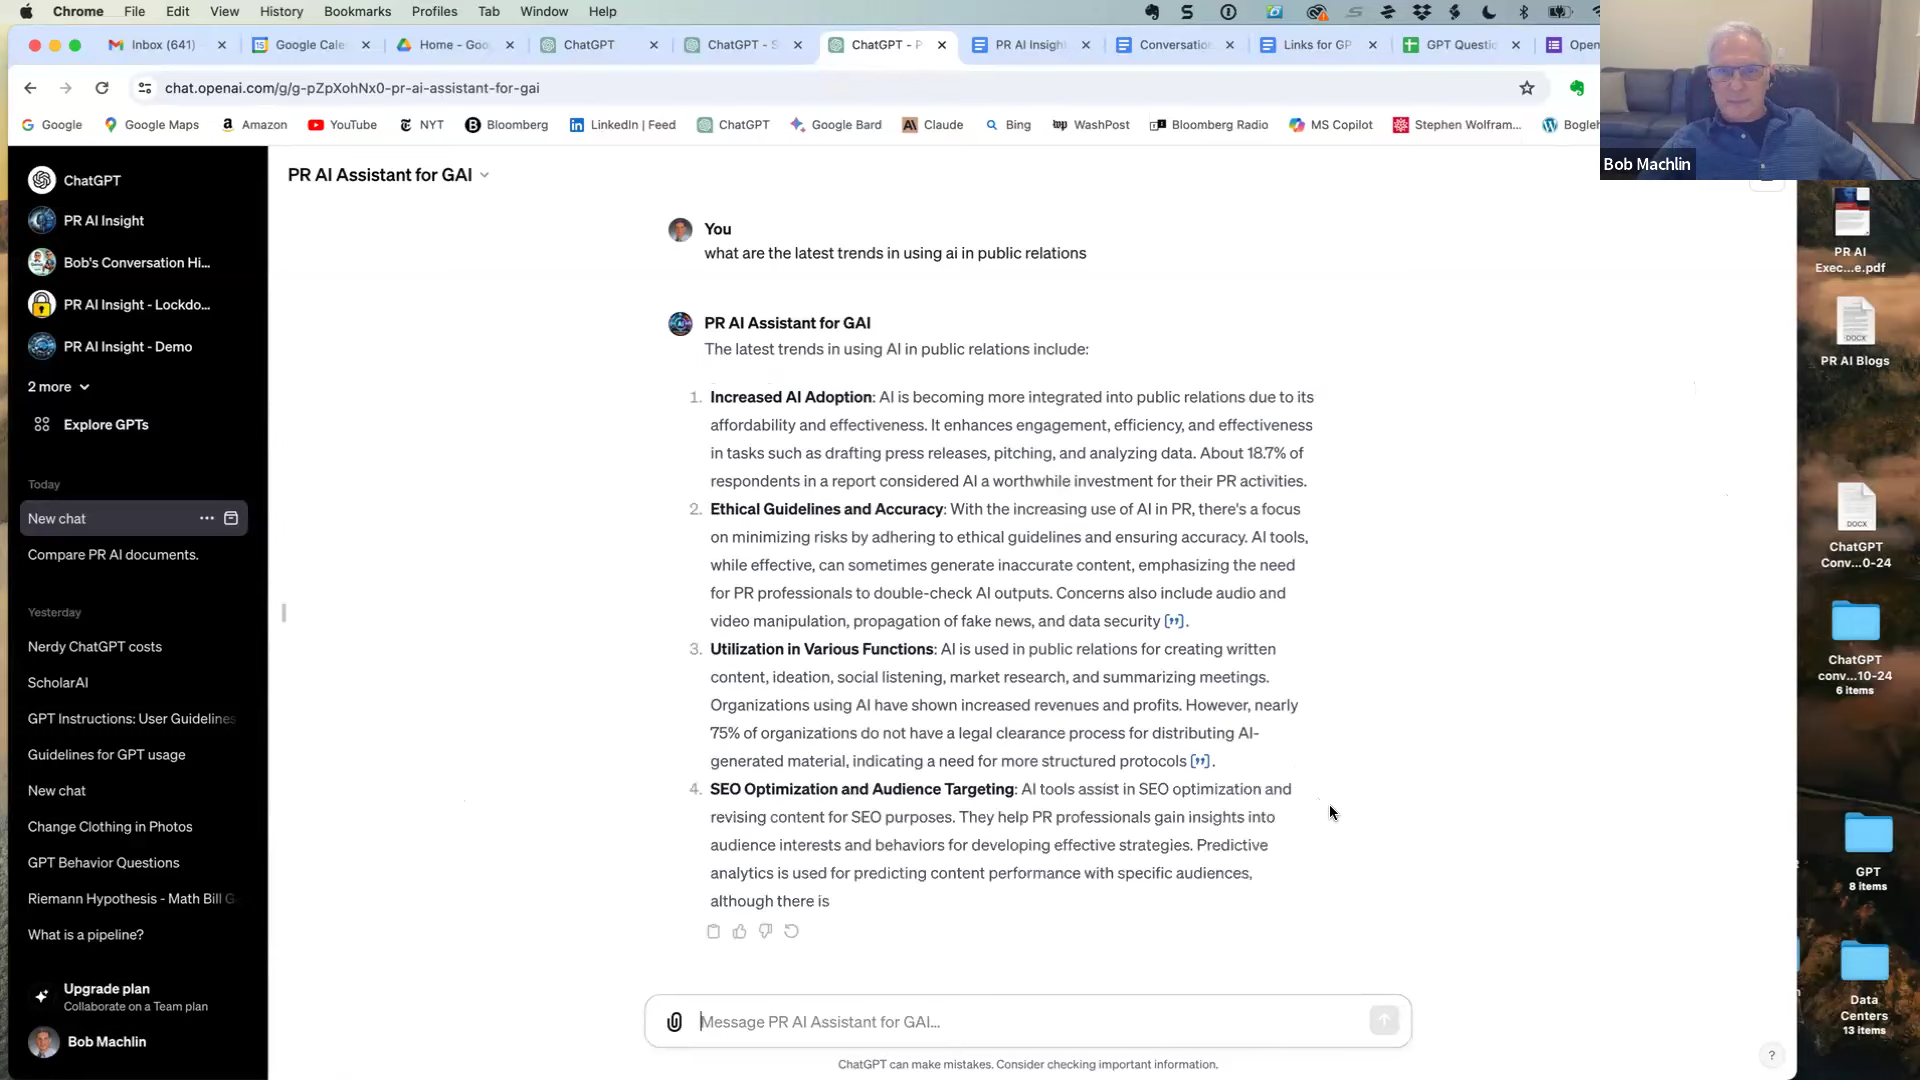 Chrome File Edit View History Bookmarks Profiles Tab Window Help
Inbox (641)
Google Cale
Home - Goo
ChatGPT
ChatGPT - S
ChatGPT - P
PR AI Insigh
Conversation
Links for GP
GPT Questi
Open
chat.openai.com/g/g-pZpXohNx0-pr-ai-assistant-for-gai
Google
Google Maps
Amazon
YouTube
NYT
Bloomberg
LinkedIn | Feed
ChatGPT
Google Bard
Claude
Bing
WashPost
Bloomberg Radio
MS Copilot
Stephen Wolfram...
Bogleh
Bob Machlin
ChatGPT
PR AI Insight
Bob's Conversation Hi...
PR AI Insight - Lockdo...
PR AI Insight - Demo
2 more
Explore GPTs
Today
New chat
Compare PR AI documents.
Yesterday
Nerdy ChatGPT costs
ScholarAI
GPT Instructions: User Guidelines
Guidelines for GPT usage
New chat
Change Clothing in Photos
GPT Behavior Questions
Riemann Hypothesis - Math Bill G
What is a pipeline?
Upgrade plan
Collaborate on a Team plan
Bob Machlin
PR AI Assistant for GAI
You
what are the latest trends in using ai in public relations
PR AI Assistant for GAI
The latest trends in using AI in public relations include:
1. Increased AI Adoption: AI is becoming more integrated into public relations due to its
affordability and effectiveness. It enhances engagement, efficiency, and effectiveness
in tasks such as drafting press releases, pitching, and analyzing data. About 18.7% of
respondents in a report considered AI a worthwhile investment for their PR activities.
2. Ethical Guidelines and Accuracy: With the increasing use of AI in PR, there's a focus
on minimizing risks by adhering to ethical guidelines and ensuring accuracy. AI tools,
while effective, can sometimes generate inaccurate content, emphasizing the need
for PR professionals to double-check AI outputs. Concerns also include audio and
video manipulation, propagation of fake news, and data security ["].
3. Utilization in Various Functions: AI is used in public relations for creating written
content, ideation, social listening, market research, and summarizing meetings.
Organizations using AI have shown increased revenues and profits. However, nearly
75% of organizations do not have a legal clearance process for distributing AI-
generated material, indicating a need for more structured protocols ["].
4. SEO Optimization and Audience Targeting: AI tools assist in SEO optimization and
revising content for SEO purposes. They help PR professionals gain insights into
audience interests and behaviors for developing effective strategies. Predictive
analytics is used for predicting content performance with specific audiences,
although there is
Message PR AI Assistant for GAI...
ChatGPT can make mistakes. Consider checking important information.
?
PR AI
Exec...e.pdf
DOCX
PR AI Blogs
DOCX
ChatGPT
Conv...0-24
ChatGPT
conv...10-24
6 items
GPT
8 items
Data
Centers
13 items